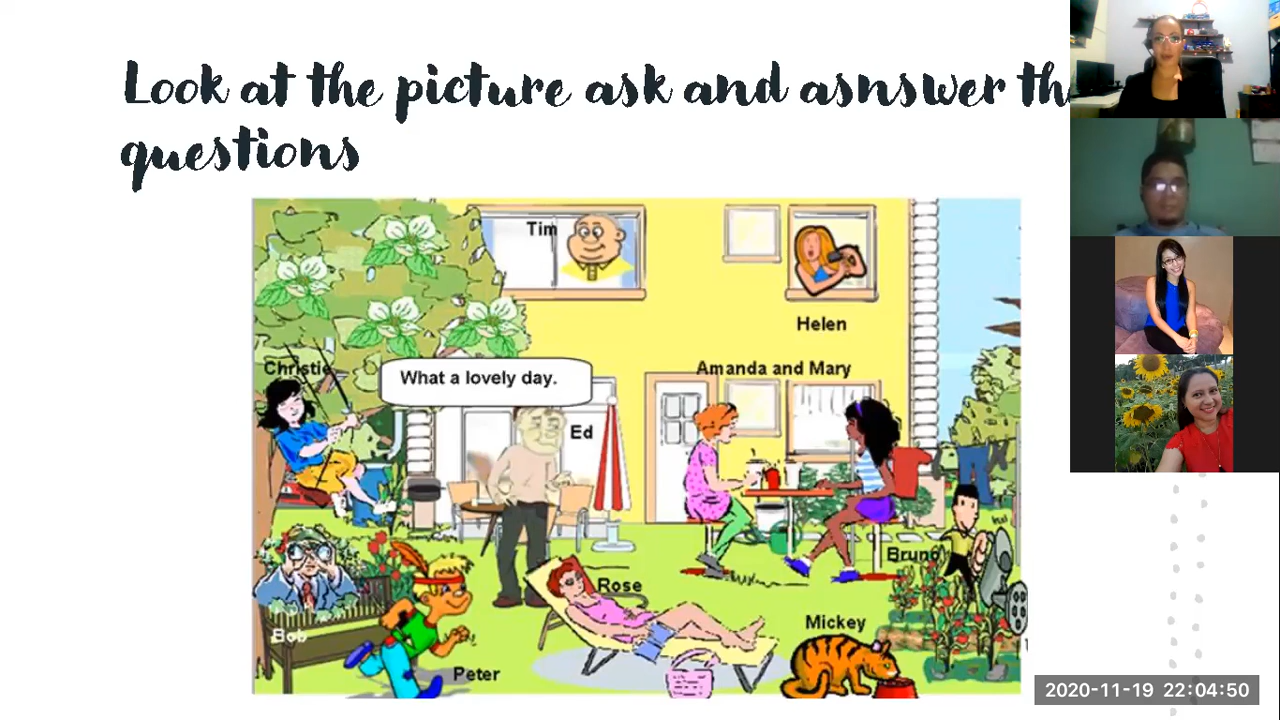 Look at the picture ask and asnswer th
questions
Tim
Helen
Christie
Amanda and Mary
What a lovely day.
Ed
Bruno
Rose
Bob
Mickey
Peter
2020-11-19 22:04:50